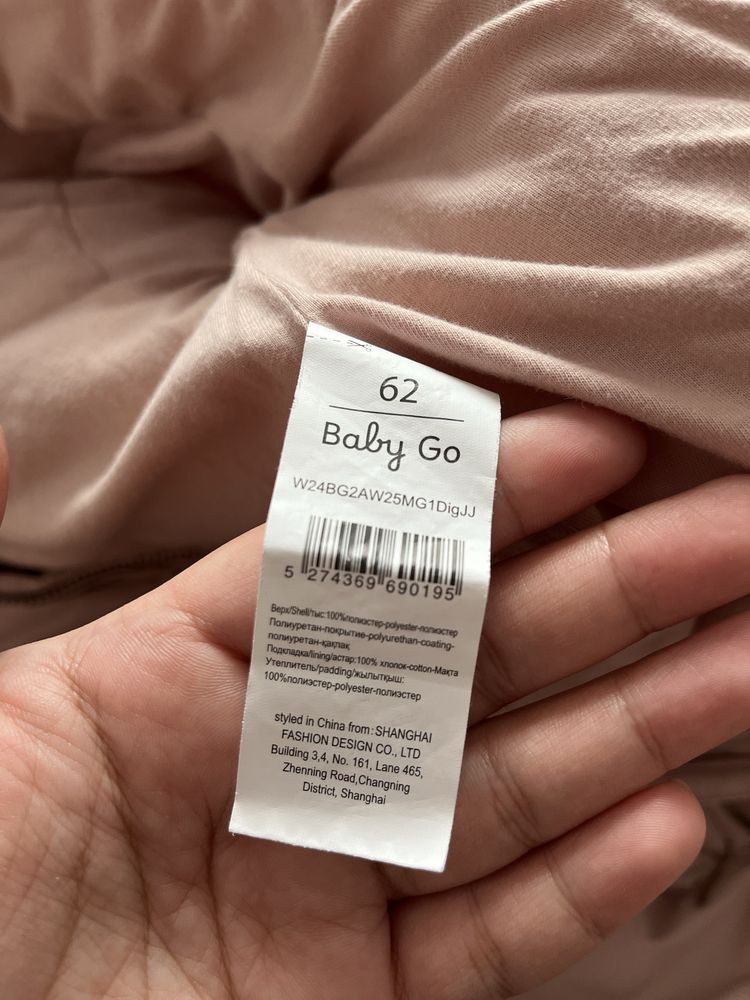 62
Baby Go
W24BG2AW25MG1DigJJ
5 274369 690195
Верх/Shell/тыс:100%полиэстер-polyester-полиэстер
Полиуретан-покрытие-polyurethan-coating-
полиуретан-қақпақ
Подкладка/lining/астар:100% хлопок-cotton-Мақта
Утеплитель/padding/жылытқыш:
100%полиэстер-polyester-полиэстер
styled in China from: SHANGHAI
FASHION DESIGN CO., LTD
Building 3,4, No. 161, Lane 465,
Zhenning Road,Changning
District, Shanghai